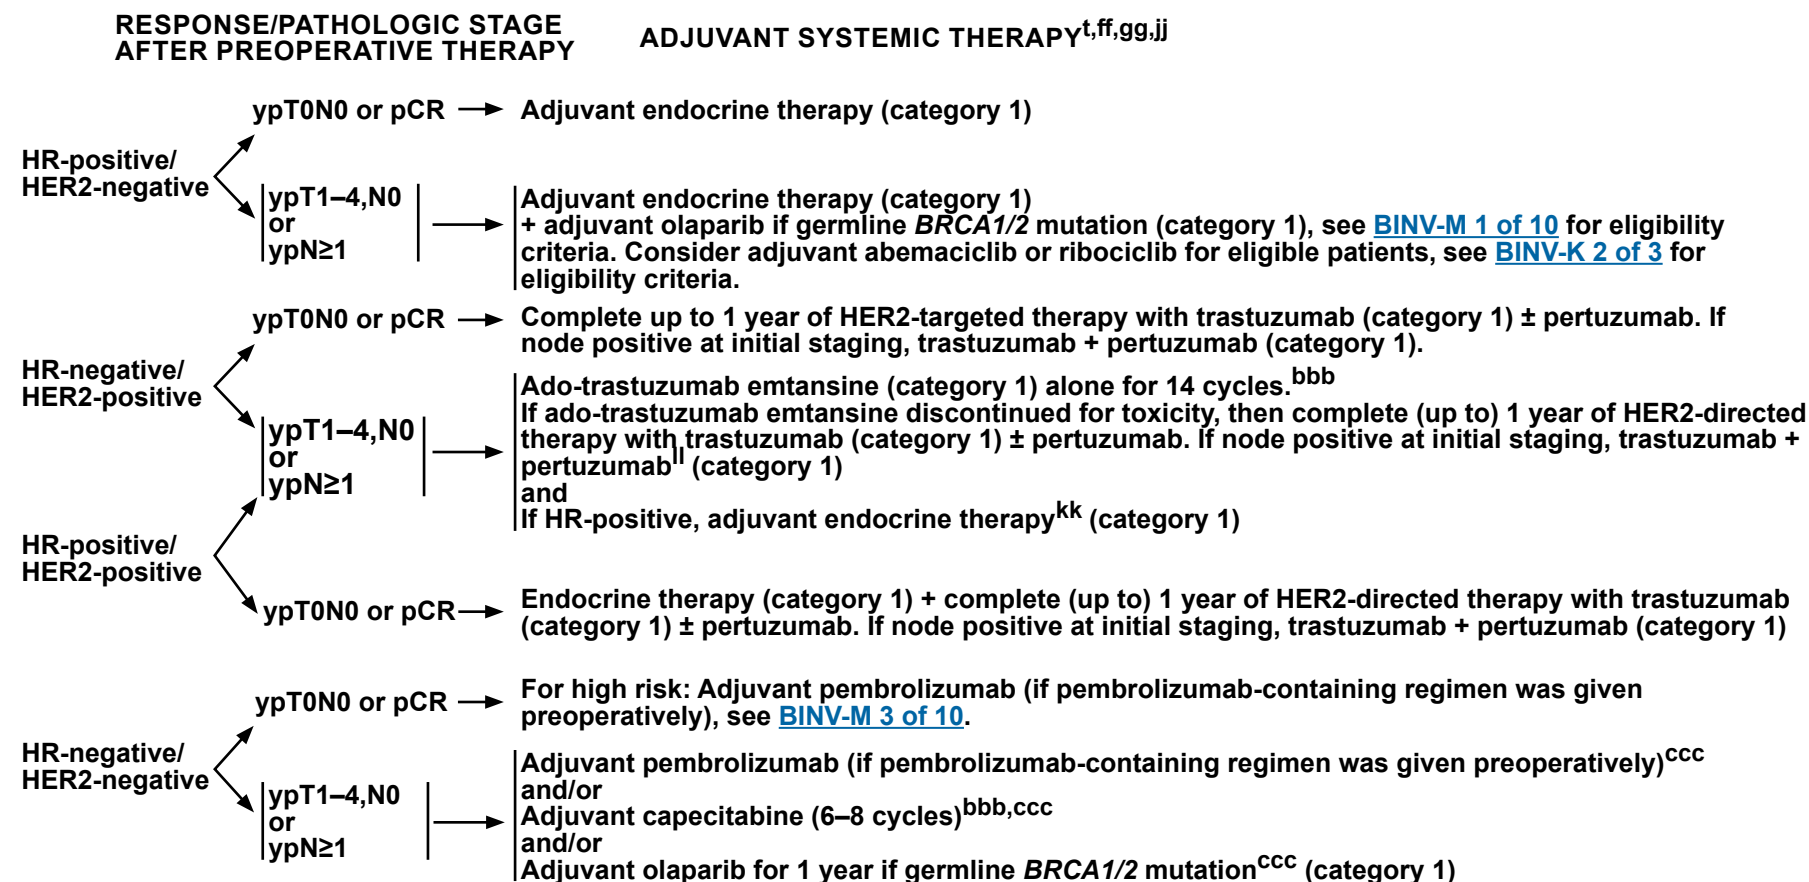 RESPONSE/PATHOLOGIC STAGE
AFTER PREOPERATIVE THERAPY
ADJUVANT SYSTEMIC THERAPYt,ff,gg,jj
HR-positive/
HER2-negative
ypT0N0 or pCR
Adjuvant endocrine therapy (category 1)
ypT1–4,N0
or
ypN≥1
Adjuvant endocrine therapy (category 1)
+ adjuvant olaparib if germline BRCA1/2 mutation (category 1), see BINV-M 1 of 10 for eligibility
criteria. Consider adjuvant abemaciclib or ribociclib for eligible patients, see BINV-K 2 of 3 for
eligibility criteria.
HR-negative/
HER2-positive
ypT0N0 or pCR
Complete up to 1 year of HER2-targeted therapy with trastuzumab (category 1) ± pertuzumab. If
node positive at initial staging, trastuzumab + pertuzumab (category 1).
ypT1–4,N0
or
ypN≥1
Ado-trastuzumab emtansine (category 1) alone for 14 cycles.bbb
If ado-trastuzumab emtansine discontinued for toxicity, then complete (up to) 1 year of HER2-directed
therapy with trastuzumab (category 1) ± pertuzumab. If node positive at initial staging, trastuzumab +
pertuzumabll (category 1)
and
If HR-positive, adjuvant endocrine therapykk (category 1)
HR-positive/
HER2-positive
ypT0N0 or pCR
Endocrine therapy (category 1) + complete (up to) 1 year of HER2-directed therapy with trastuzumab
(category 1) ± pertuzumab. If node positive at initial staging, trastuzumab + pertuzumab (category 1)
HR-negative/
HER2-negative
ypT0N0 or pCR
For high risk: Adjuvant pembrolizumab (if pembrolizumab-containing regimen was given
preoperatively), see BINV-M 3 of 10.
ypT1–4,N0
or
ypN≥1
Adjuvant pembrolizumab (if pembrolizumab-containing regimen was given preoperatively)ccc
and/or
Adjuvant capecitabine (6–8 cycles)bbb,ccc
and/or
Adjuvant olaparib for 1 year if germline BRCA1/2 mutationccc (category 1)